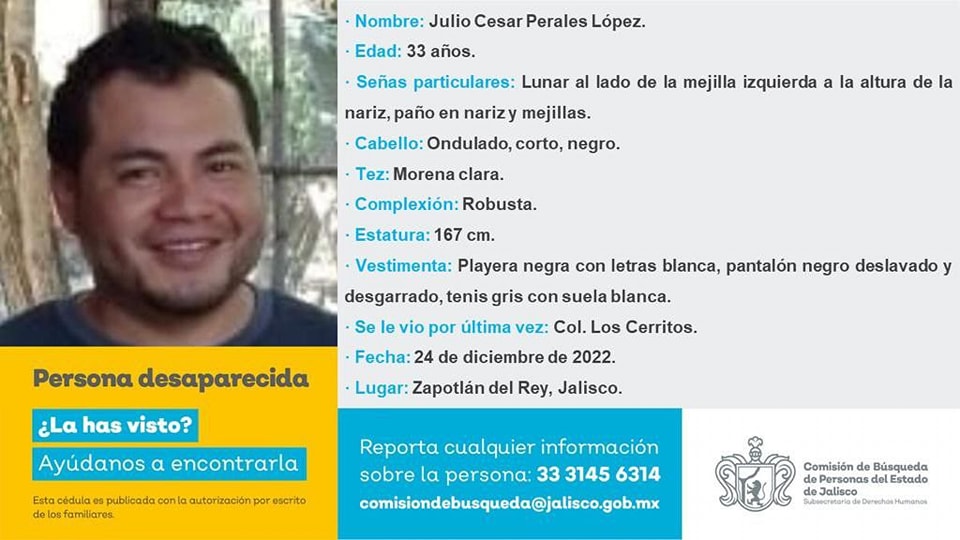 · Nombre: Julio Cesar Perales López.
· Edad: 33 años.
· Señas particulares: Lunar al lado de la mejilla izquierda a la altura de la
nariz, paño en nariz y mejillas.
· Cabello: Ondulado, corto, negro.
· Tez: Morena clara.
· Complexión: Robusta.
· Estatura: 167 cm.
· Vestimenta: Playera negra con letras blanca, pantalón negro deslavado y
desgarrado, tenis gris con suela blanca.
· Se le vio por última vez: Col. Los Cerritos.
· Fecha: 24 de diciembre de 2022.
· Lugar: Zapotlán del Rey, Jalisco.
Persona desaparecida
¿La has visto?
Ayúdanos a encontrarla
Esta cédula es publicada con la autorización por escrito
de los familiares.
Reporta cualquier información
sobre la persona: 33 3145 6314
comisiondebusqueda@jalisco.gob.mx
Comisión de Búsqueda
de Personas del Estado
de Jalisco
Subsecretaría de Derechos Humanos